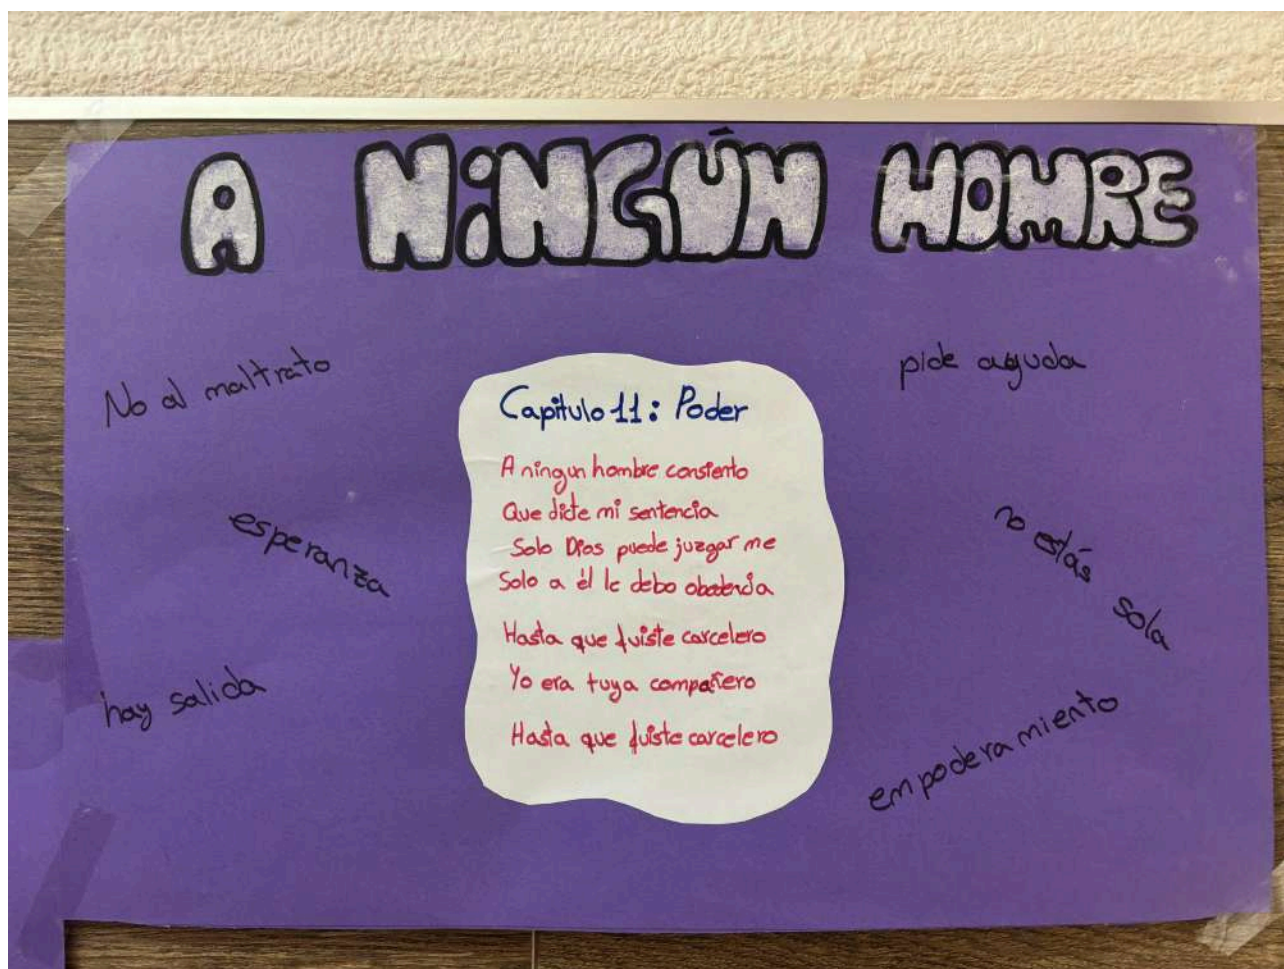 A NiNGÚN HOMRE
No al maltrato
esperanza
hay salida
Capitulo 11: Poder
A ningun hombre consiento
Que dicte mi sentencia
Solo Dios puede juzgar me
Solo a él le debo obedencia
Hasta que fuiste carcelero
Yo era tuya compañero
Hasta que fuiste carcelero
pide ayuda
no estás sola
empoderamiento